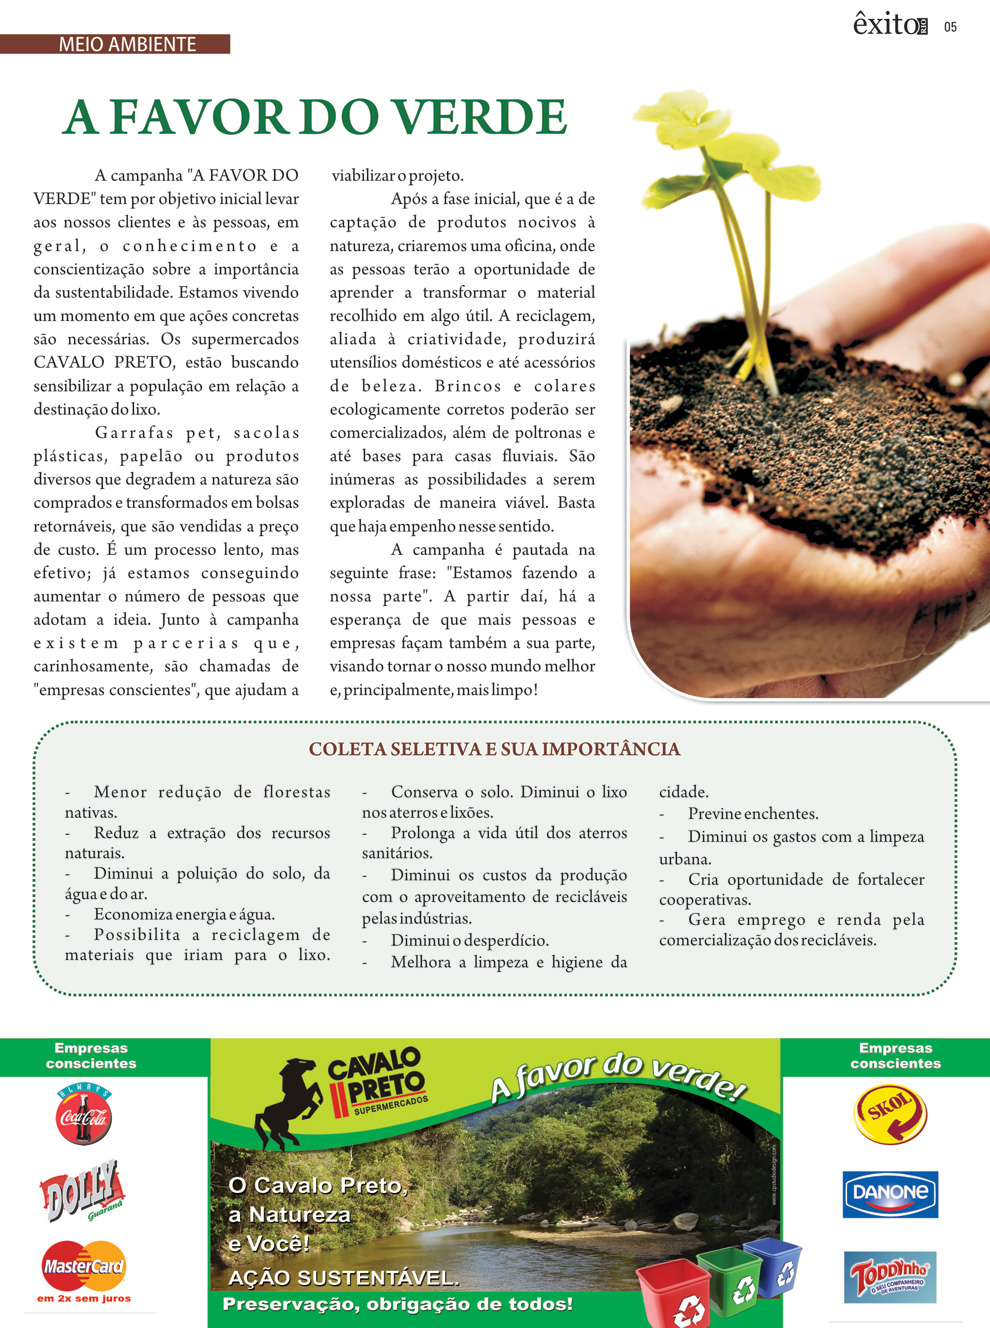 êxito
05
MEIO AMBIENTE
A FAVOR DO VERDE
A campanha "A FAVOR DO
VERDE" tem por objetivo inicial levar
aos nossos clientes e às pessoas, em
geral, o conhecimento e a
conscientização sobre a importância
da sustentabilidade. Estamos vivendo
um momento em que ações concretas
são necessárias. Os supermercados
CAVALO PRETO, estão buscando
sensibilizar a população em relação a
destinação do lixo.
Garrafas pet, sacolas
plásticas, papelão ou produtos
diversos que degradem a natureza são
comprados e transformados em bolsas
retornáveis, que são vendidas a preço
de custo. É um processo lento, mas
efetivo; já estamos conseguindo
aumentar o número de pessoas que
adotam a ideia. Junto à campanha
existem parcerias que,
carinhosamente, são chamadas de
"empresas conscientes", que ajudam a
viabilizar o projeto.
Após a fase inicial, que é a de
captação de produtos nocivos à
natureza, criaremos uma oficina, onde
as pessoas terão a oportunidade de
aprender a transformar o material
recolhido em algo útil. A reciclagem,
aliada à criatividade, produzirá
utensílios domésticos e até acessórios
de beleza. Brincos e colares
ecologicamente corretos poderão ser
comercializados, além de poltronas e
até bases para casas fluviais. São
inúmeras as possibilidades a serem
exploradas de maneira viável. Basta
que haja empenho nesse sentido.
A campanha é pautada na
seguinte frase: "Estamos fazendo a
nossa parte". A partir daí, há a
esperança de que mais pessoas e
empresas façam também a sua parte,
visando tornar o nosso mundo melhor
e, principalmente, mais limpo!
COLETA SELETIVA E SUA IMPORTÂNCIA
- Menor redução de florestas
nativas.
- Reduz a extração dos recursos
naturais.
- Diminui a poluição do solo, da
água e do ar.
- Economiza energia e água.
- Possibilita a reciclagem de
materiais que iriam para o lixo.
- Conserva o solo. Diminui o lixo
nos aterros e lixões.
- Prolonga a vida útil dos aterros
sanitários.
- Diminui os custos da produção
com o aproveitamento de recicláveis
pelas indústrias.
- Diminui o desperdício.
- Melhora a limpeza e higiene da
cidade.
- Previne enchentes.
- Diminui os gastos com a limpeza
urbana.
- Cria oportunidade de fortalecer
cooperativas.
- Gera emprego e renda pela
comercialização dos recicláveis.
Empresas
conscientes
ALWAYS
Coca-Cola
DOLLY
Guaraná
MasterCard
em 2x sem juros
CAVALO
PRETO
SUPERMERCADOS
A favor do verde!
O Cavalo Preto,
a Natureza
e Você!
AÇÃO SUSTENTÁVEL.
Preservação, obrigação de todos!
Empresas
conscientes
SKOL
DANONE
TODDYnho
O SEU COMPANHEIRO
DE AVENTURAS